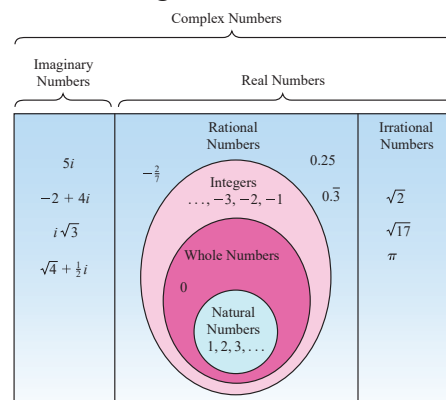 Complex Numbers
Imaginary
Numbers
Real Numbers
Rational
Numbers
Irrational
Numbers
5i
−2 + 4i
i√3
√4 + ½i
−2/7
0.25
0.3̅
Integers
…, −3, −2, −1
Whole Numbers
0
Natural
Numbers
1, 2, 3, …
√2
√17
π